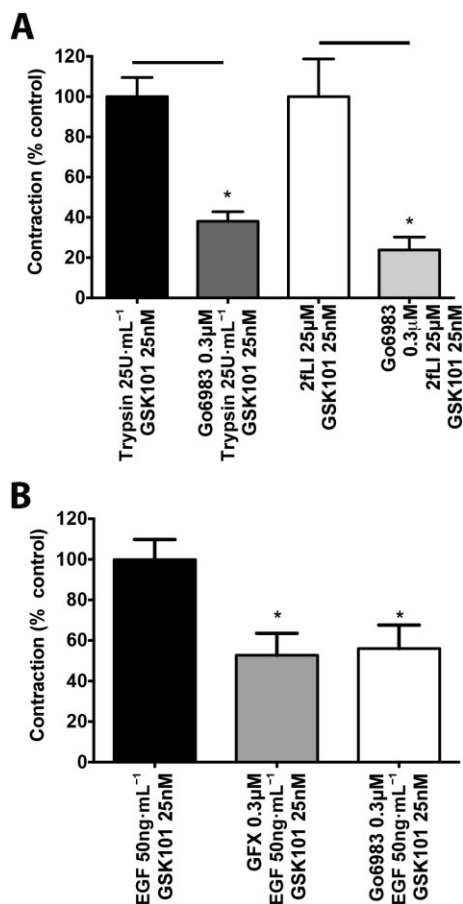 A
Contraction (% control)
120
100
80
60
40
20
0
*
*
Trypsin 25U·mL⁻¹
GSK101 25nM
Go6983 0.3µM
Trypsin 25U·mL⁻¹
GSK101 25nM
2fLI 25µM
GSK101 25nM
Go6983
0.3µM
2fLI 25µM
GSK101 25nM
B
Contraction (% control)
120
100
80
60
40
20
0
*
*
EGF 50ng·mL⁻¹
GSK101 25nM
GFX 0.3µM
EGF 50ng·mL⁻¹
GSK101 25nM
Go6983 0.3µM
EGF 50ng·mL⁻¹
GSK101 25nM